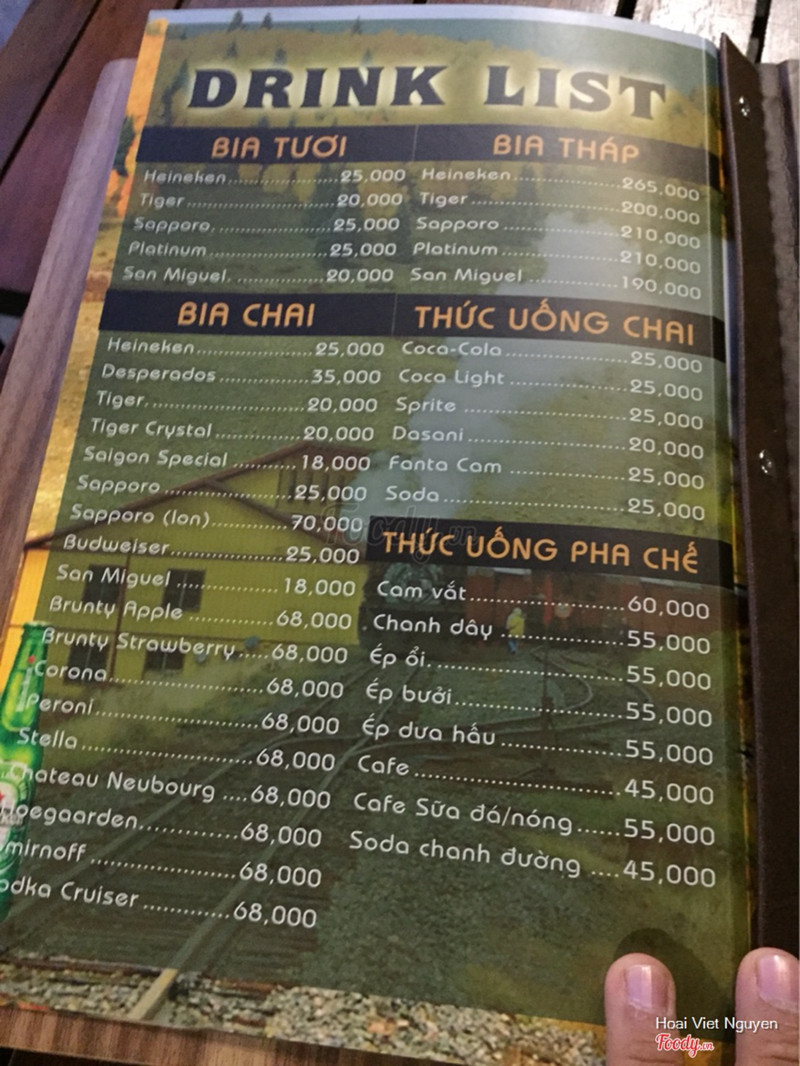 DRINK LIST
BIA TƯƠI
Heineken....................25,000
Tiger....................20,000
Sapporo....................25,000
Platinum....................25,000
San Miguel....................20,000
BIA THÁP
Heineken....................265,000
Tiger....................200,000
Sapporo....................210,000
Platinum....................210,000
San Miguel....................190,000
BIA CHAI
Heineken....................25,000
Desperados....................35,000
Tiger....................20,000
Tiger Crystal....................20,000
Saigon Special....................18,000
Sapporo....................25,000
Sapporo (lon)....................70,000
Budweiser....................25,000
San Miguel....................18,000
Brunty Apple....................68,000
Brunty Strawberry.....68,000
Corona....................68,000
Peroni....................68,000
Stella....................68,000
Chateau Neubourg ....68,000
Hoegaarden....................68,000
mirnoff....................68,000
odka Cruiser....................68,000
THỨC UỐNG CHAI
Coca-Cola....................25,000
Coca Light....................25,000
Sprite....................25,000
Dasani....................20,000
Fanta Cam....................25,000
Soda....................25,000
THỨC UỐNG PHA CHẾ
Cam vắt....................60,000
Chanh dây....................55,000
Ép ổi....................55,000
Ép bưởi....................55,000
Ép dưa hấu....................55,000
Cafe....................45,000
Cafe Sữa đá/nóng......55,000
Soda chanh đường ....45,000
Foody.vn
Hoai Viet Nguyen
Foody.vn